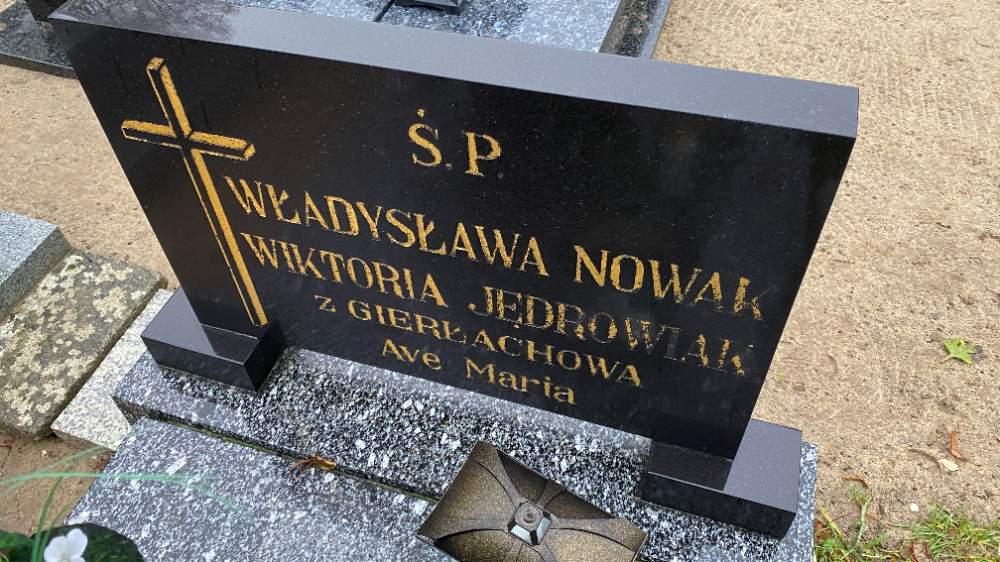 Ś.P.
WŁADYSŁAWA NOWAK
WIKTORIA JĘDROWIAK
Z GIERŁACHOWA
Ave Maria